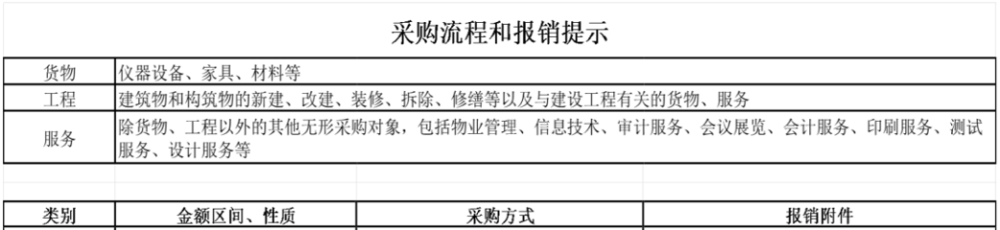 采购流程和报销提示
货物 仪器设备、家具、材料等
工程 建筑物和构筑物的新建、改建、装修、拆除、修缮等以及与建设工程有关的货物、服务
服务 除货物、工程以外的其他无形采购对象，包括物业管理、信息技术、审计服务、会议展览、会计服务、印刷服务、测试
服务、设计服务等
类别 金额区间、性质 采购方式 报销附件